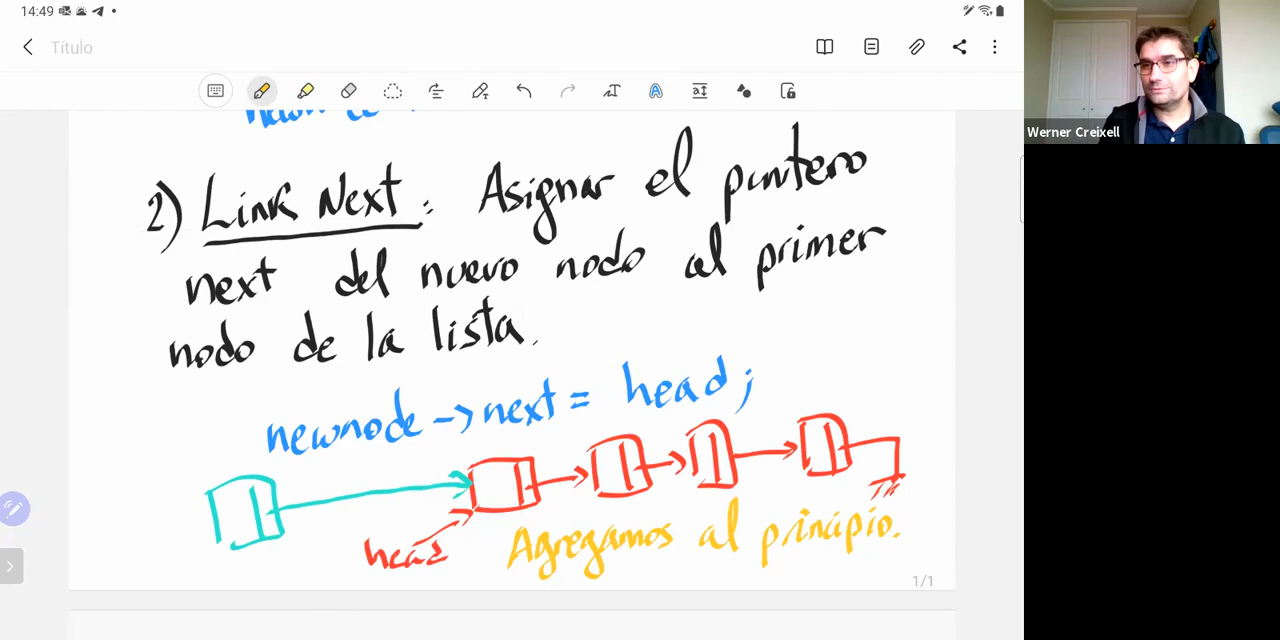 14:49
Título
Werner Creixell
2) Link Next: Asignar el puntero
next del nuevo nodo al primer
nodo de la lista.
newnode->next = head;
head
Agregamos al principio.
1/1